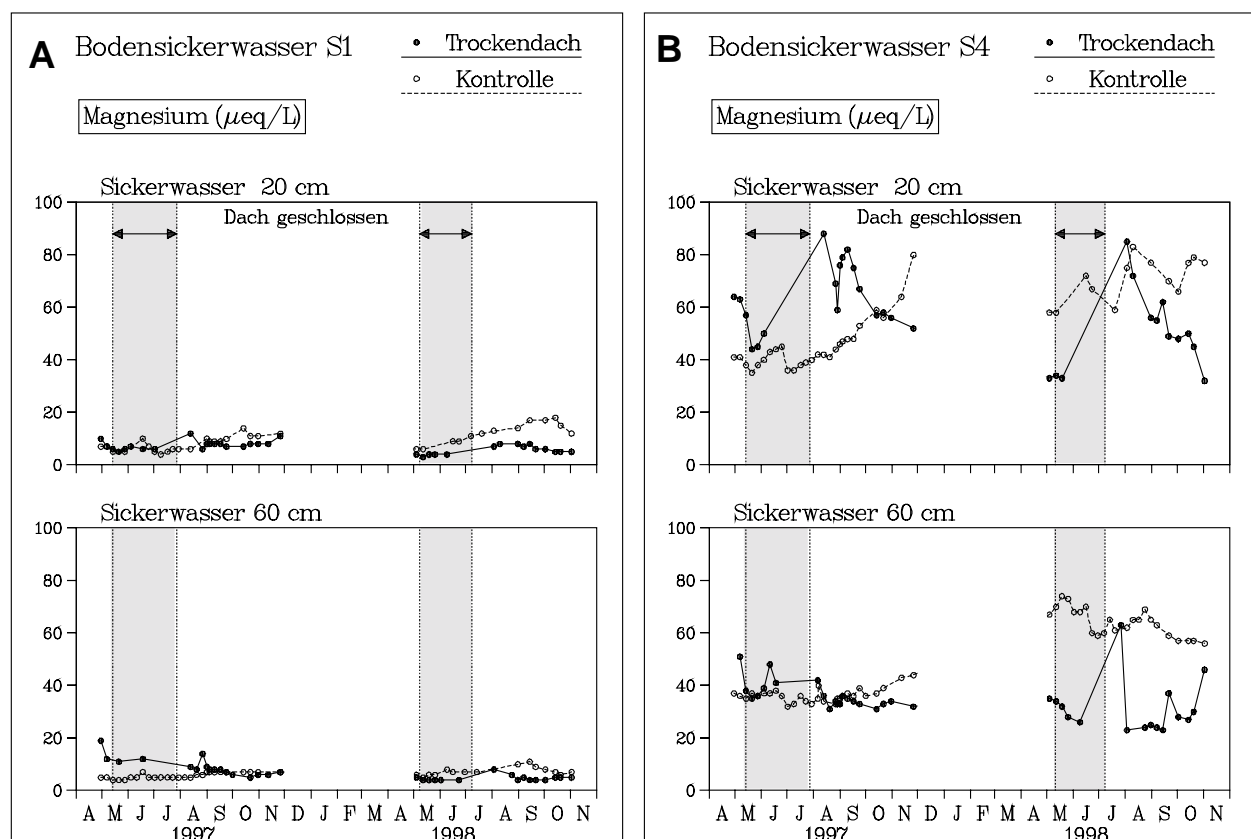 A Bodensickerwasser S1
Trockendach
Kontrolle
Magnesium (µeq/L)
Sickerwasser 20 cm
Dach geschlossen
100
80
60
40
20
0
Sickerwasser 60 cm
100
80
60
40
20
0
A M J J A S O N D J F M A M J J A S O N
1997 1998
B Bodensickerwasser S4
Trockendach
Kontrolle
Magnesium (µeq/L)
Sickerwasser 20 cm
Dach geschlossen
100
80
60
40
20
0
Sickerwasser 60 cm
100
80
60
40
20
0
A M J J A S O N D J F M A M J J A S O N
1997 1998